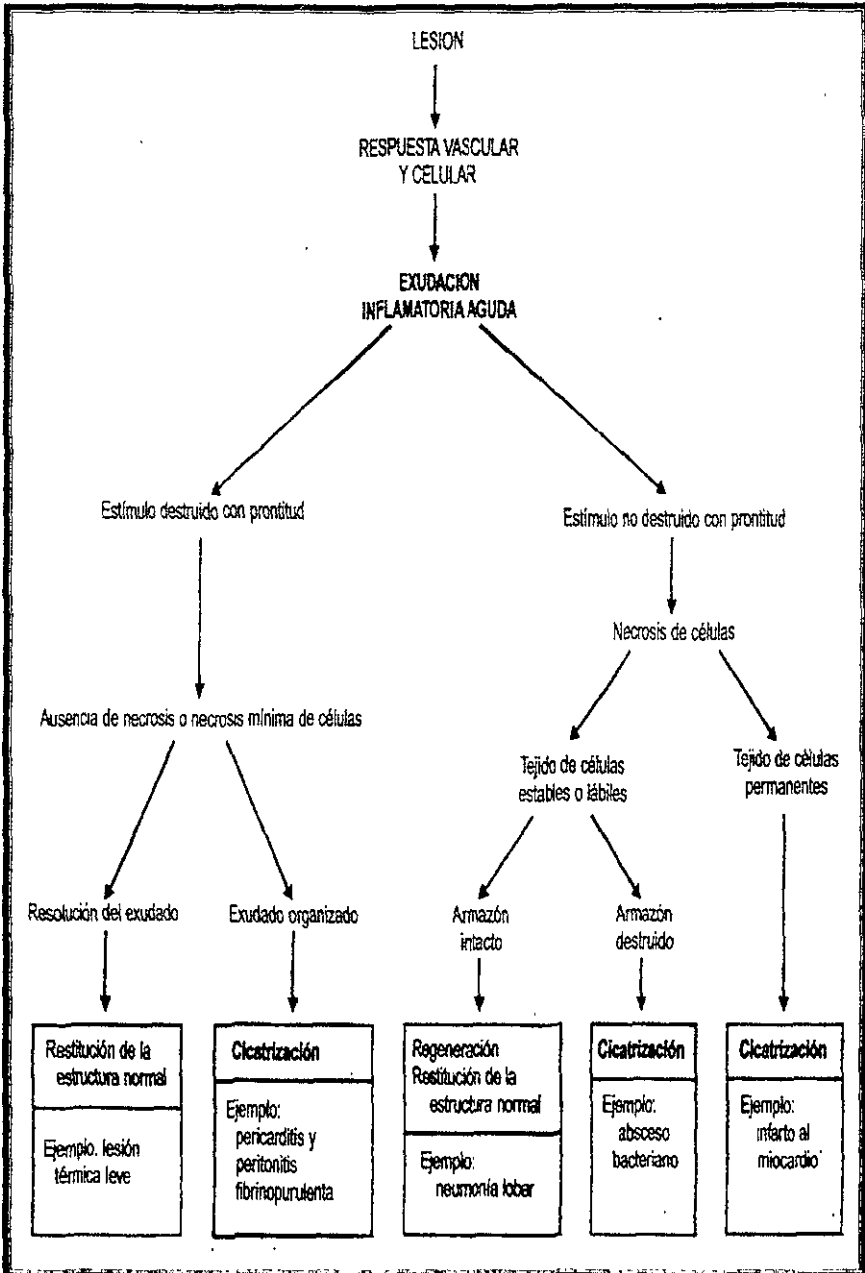 LESION
RESPUESTA VASCULAR
Y CELULAR
EXUDACION
INFLAMATORIA AGUDA
Estímulo destruido con prontitud
Estímulo no destruido con prontitud
Necrosis de células
Ausencia de necrosis o necrosis mínima de células
Tejido de células
estables o lábiles
Tejido de células
permanentes
Resolución del exudado
Exudado organizado
Armazón
intacto
Armazón
destruido
Restitución de la
estructura normal
Ejemplo. lesión
térmica leve
Cicatrización
Ejemplo:
pericarditis y
peritonitis
fibrinopurulenta
Regeneración
Restitución de la
estructura normal
Ejemplo:
neumonía lobar
Cicatrización
Ejemplo:
absceso
bacteriano
Cicatrización
Ejemplo:
infarto al
miocardio